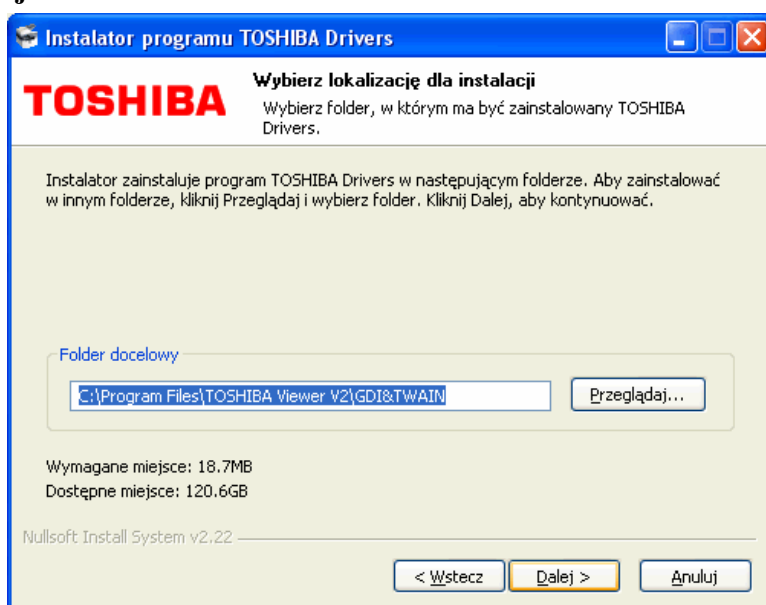 Instalator programu TOSHIBA Drivers
TOSHIBA
Wybierz lokalizację dla instalacji
Wybierz folder, w którym ma być zainstalowany TOSHIBA
Drivers.
Instalator zainstaluje program TOSHIBA Drivers w następującym folderze. Aby zainstalować
w innym folderze, kliknij Przeglądaj i wybierz folder. Kliknij Dalej, aby kontynuować.
Folder docelowy
C:\Program Files\TOSHIBA Viewer V2\GDI&TWAIN
Przeglądaj...
Wymagane miejsce: 18.7MB
Dostępne miejsce: 120.6GB
Nullsoft Install System v2.22
< Wstecz
Dalej >
Anuluj